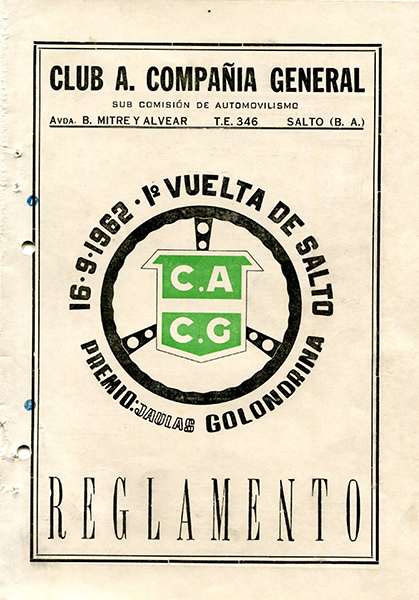 CLUB A. COMPAÑIA GENERAL
SUB COMISIÓN DE AUTOMOVILISMO
AVDA. B. MITRE Y ALVEAR T.E. 346 SALTO (B. A.)
16·9·1962·1º VUELTA DE SALTO
C.A
C.G
PREMIO: JAULAS GOLONDRINA
REGLAMENTO